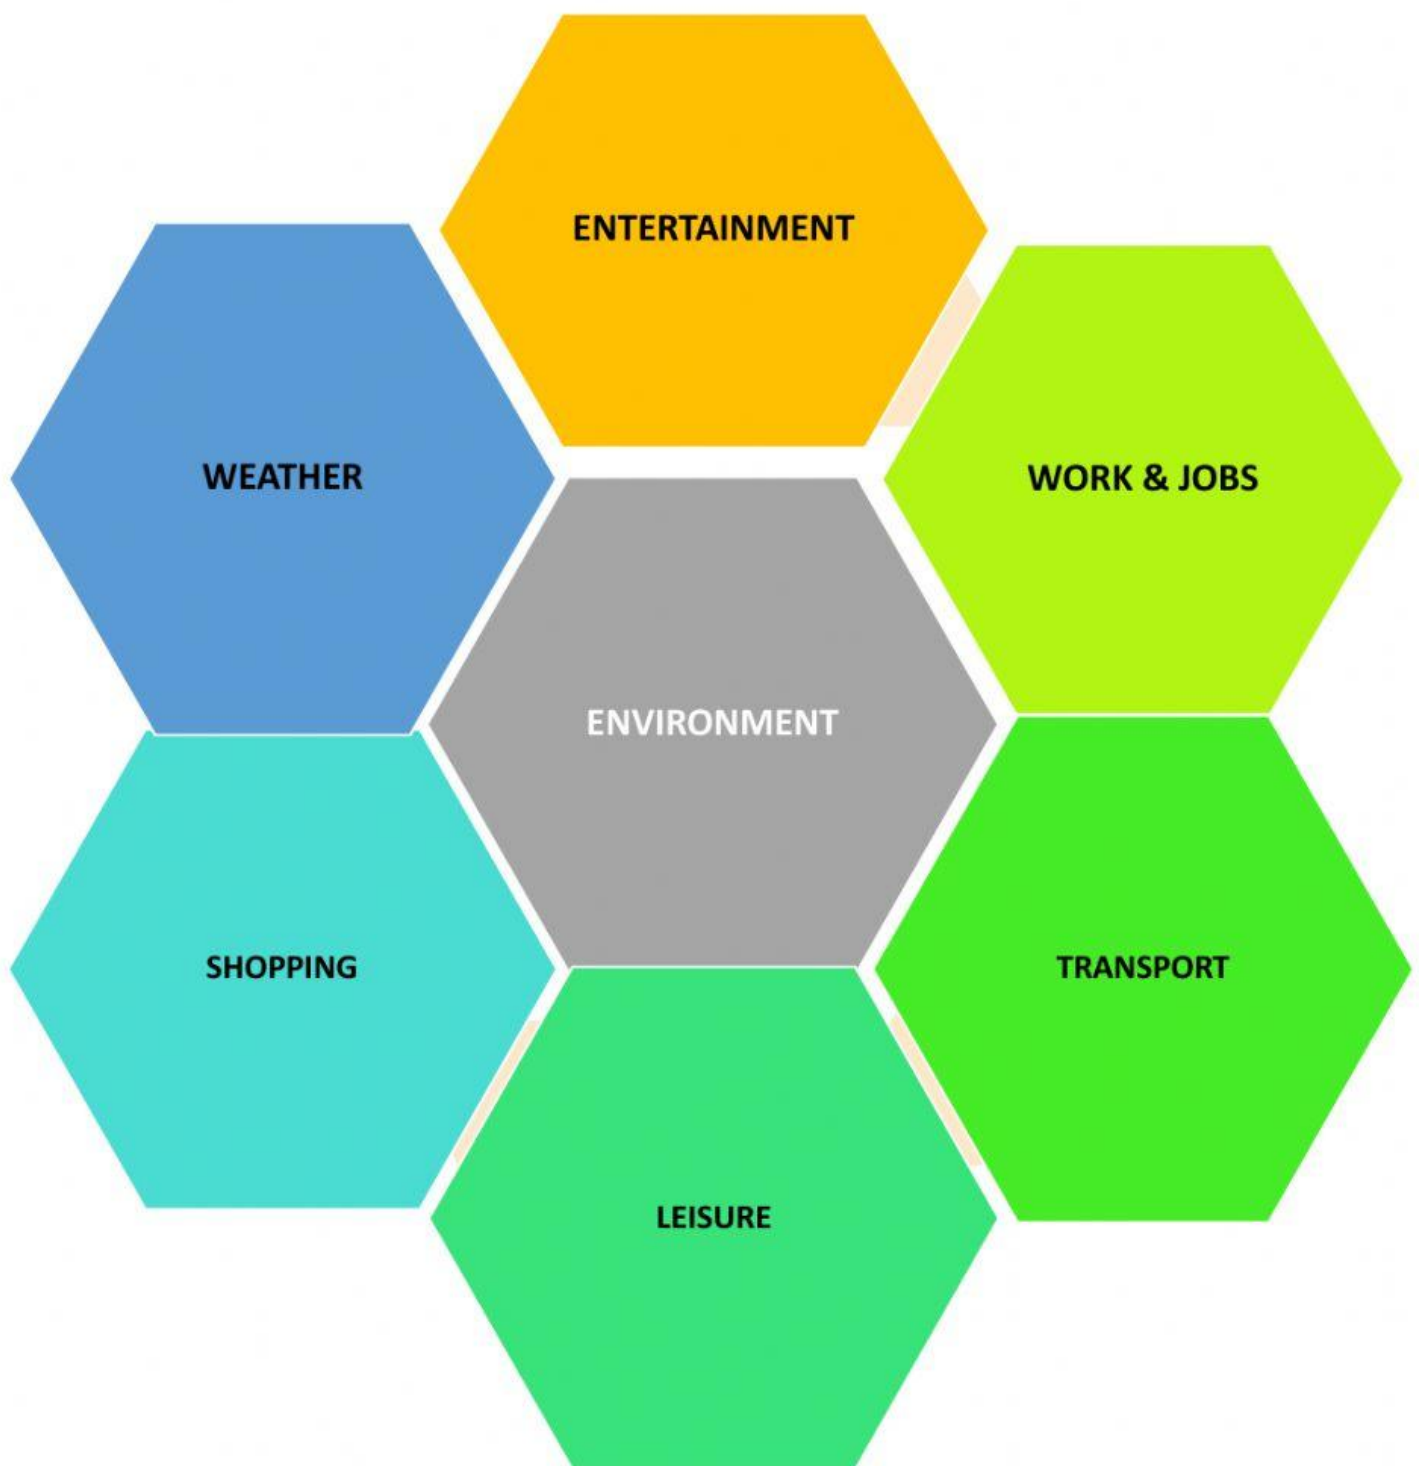 ENTERTAINMENT
WEATHER
WORK & JOBS
ENVIRONMENT
SHOPPING
TRANSPORT
LEISURE